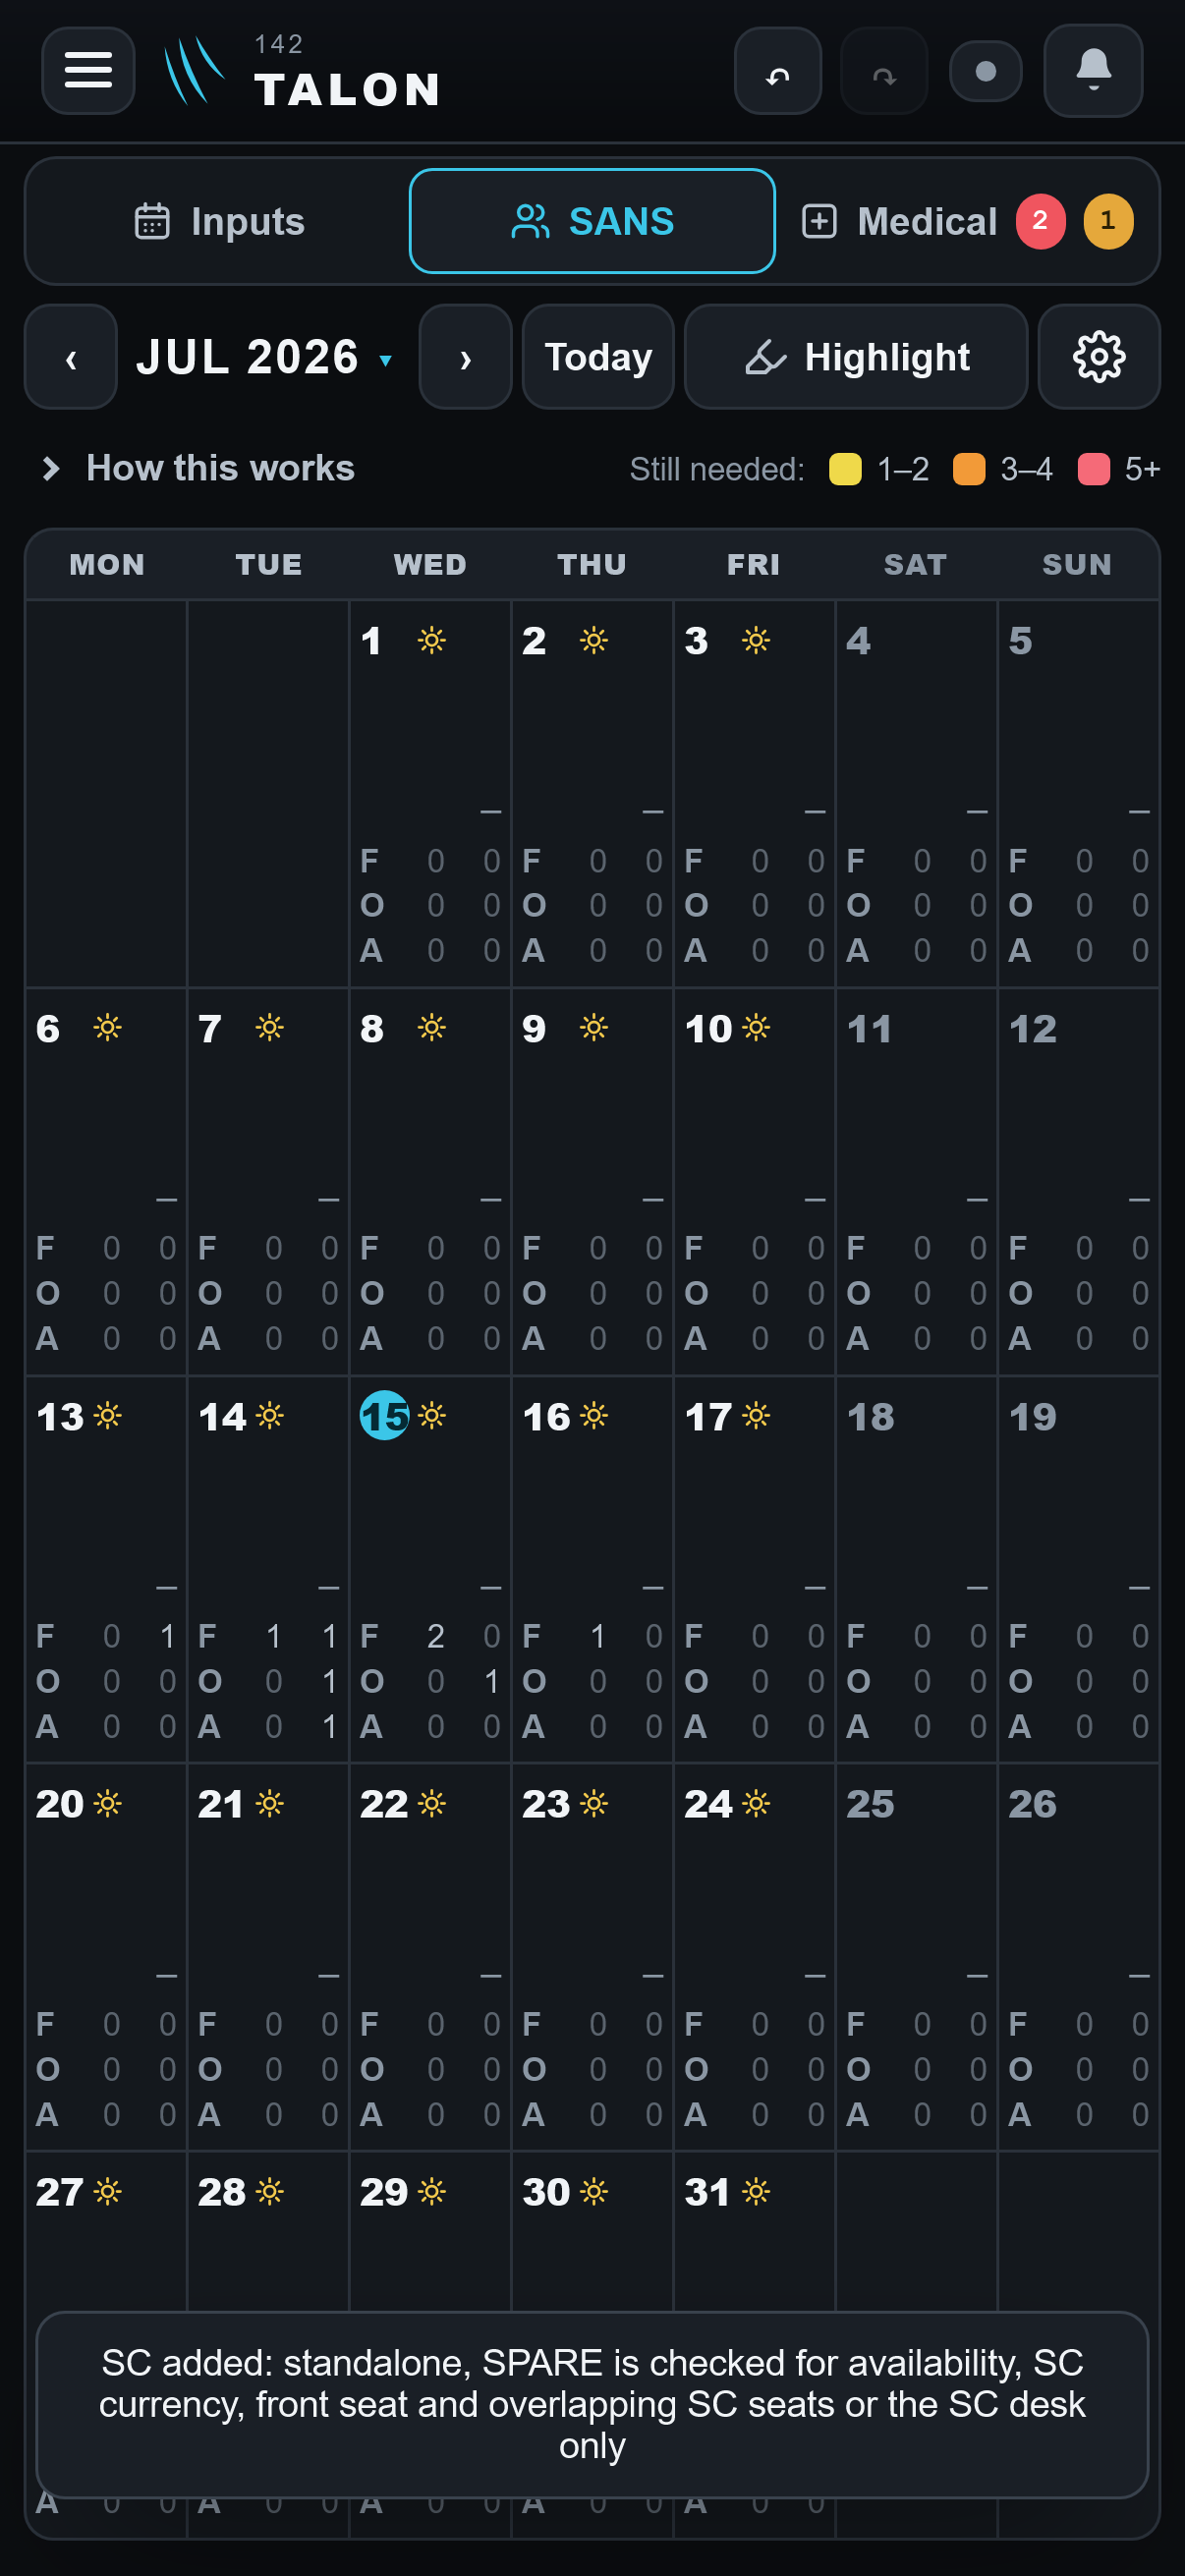 142
TALON
Inputs SANS Medical 2 1
‹ JUL 2026 ▾ › Today Highlight
How this works Still needed: 1–2 3–4 5+
MON TUE WED THU FRI SAT SUN
1 2 3 4 5
– – – – –
F 0 0 F 0 0 F 0 0 F 0 0 F 0 0
O 0 0 O 0 0 O 0 0 O 0 0 O 0 0
A 0 0 A 0 0 A 0 0 A 0 0 A 0 0
6 7 8 9 10 11 12
– – – – – – –
F 0 0 F 0 0 F 0 0 F 0 0 F 0 0 F 0 0 F 0 0
O 0 0 O 0 0 O 0 0 O 0 0 O 0 0 O 0 0 O 0 0
A 0 0 A 0 0 A 0 0 A 0 0 A 0 0 A 0 0 A 0 0
13 14 15 16 17 18 19
– – – – – – –
F 0 1 F 1 1 F 2 0 F 1 0 F 0 0 F 0 0 F 0 0
O 0 0 O 0 1 O 0 1 O 0 0 O 0 0 O 0 0 O 0 0
A 0 0 A 0 1 A 0 0 A 0 0 A 0 0 A 0 0 A 0 0
20 21 22 23 24 25 26
– – – – – – –
F 0 0 F 0 0 F 0 0 F 0 0 F 0 0 F 0 0 F 0 0
O 0 0 O 0 0 O 0 0 O 0 0 O 0 0 O 0 0 O 0 0
A 0 0 A 0 0 A 0 0 A 0 0 A 0 0 A 0 0 A 0 0
27 28 29 30 31
SC added: standalone, SPARE is checked for availability, SC
currency, front seat and overlapping SC seats or the SC desk
only
A 0 0 A 0 0 A 0 0 A 0 0 A 0 0